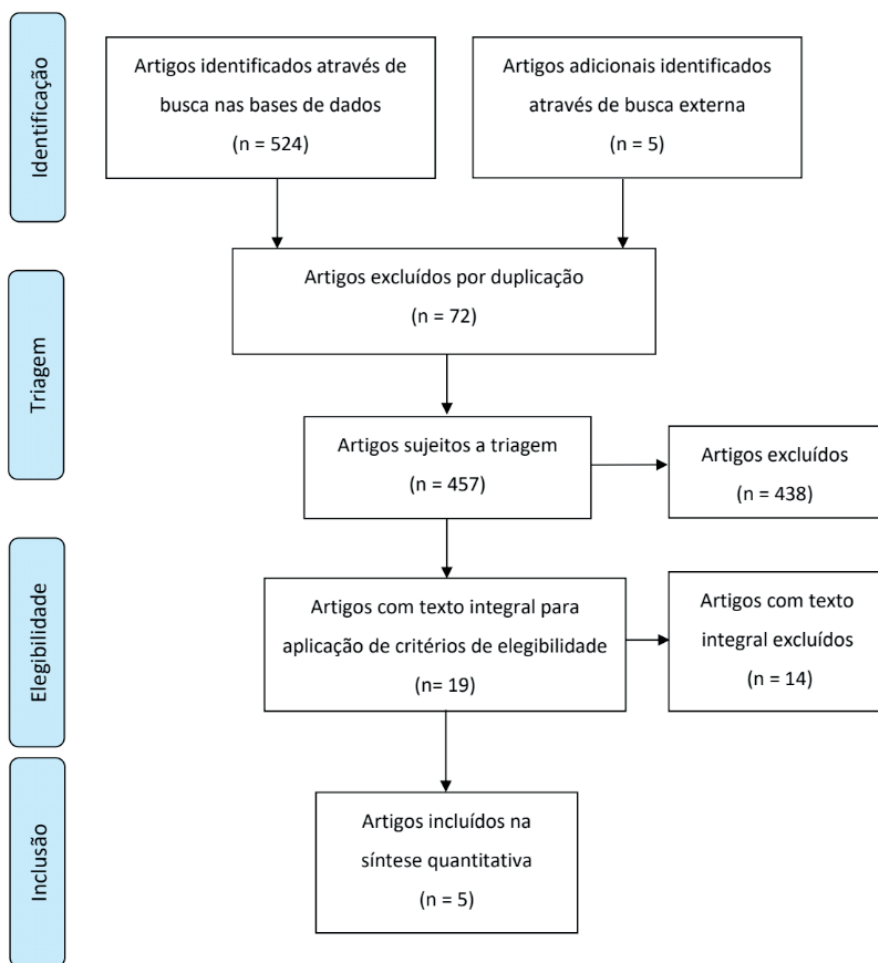 Identificação
Artigos identificados através de
busca nas bases de dados
(n = 524)
Artigos adicionais identificados
através de busca externa
(n = 5)
Triagem
Artigos excluídos por duplicação
(n = 72)
Artigos sujeitos a triagem
(n = 457)
Artigos excluídos
(n = 438)
Elegibilidade
Artigos com texto integral para
aplicação de critérios de elegibilidade
(n= 19)
Artigos com texto
integral excluídos
(n = 14)
Inclusão
Artigos incluídos na
síntese quantitativa
(n = 5)